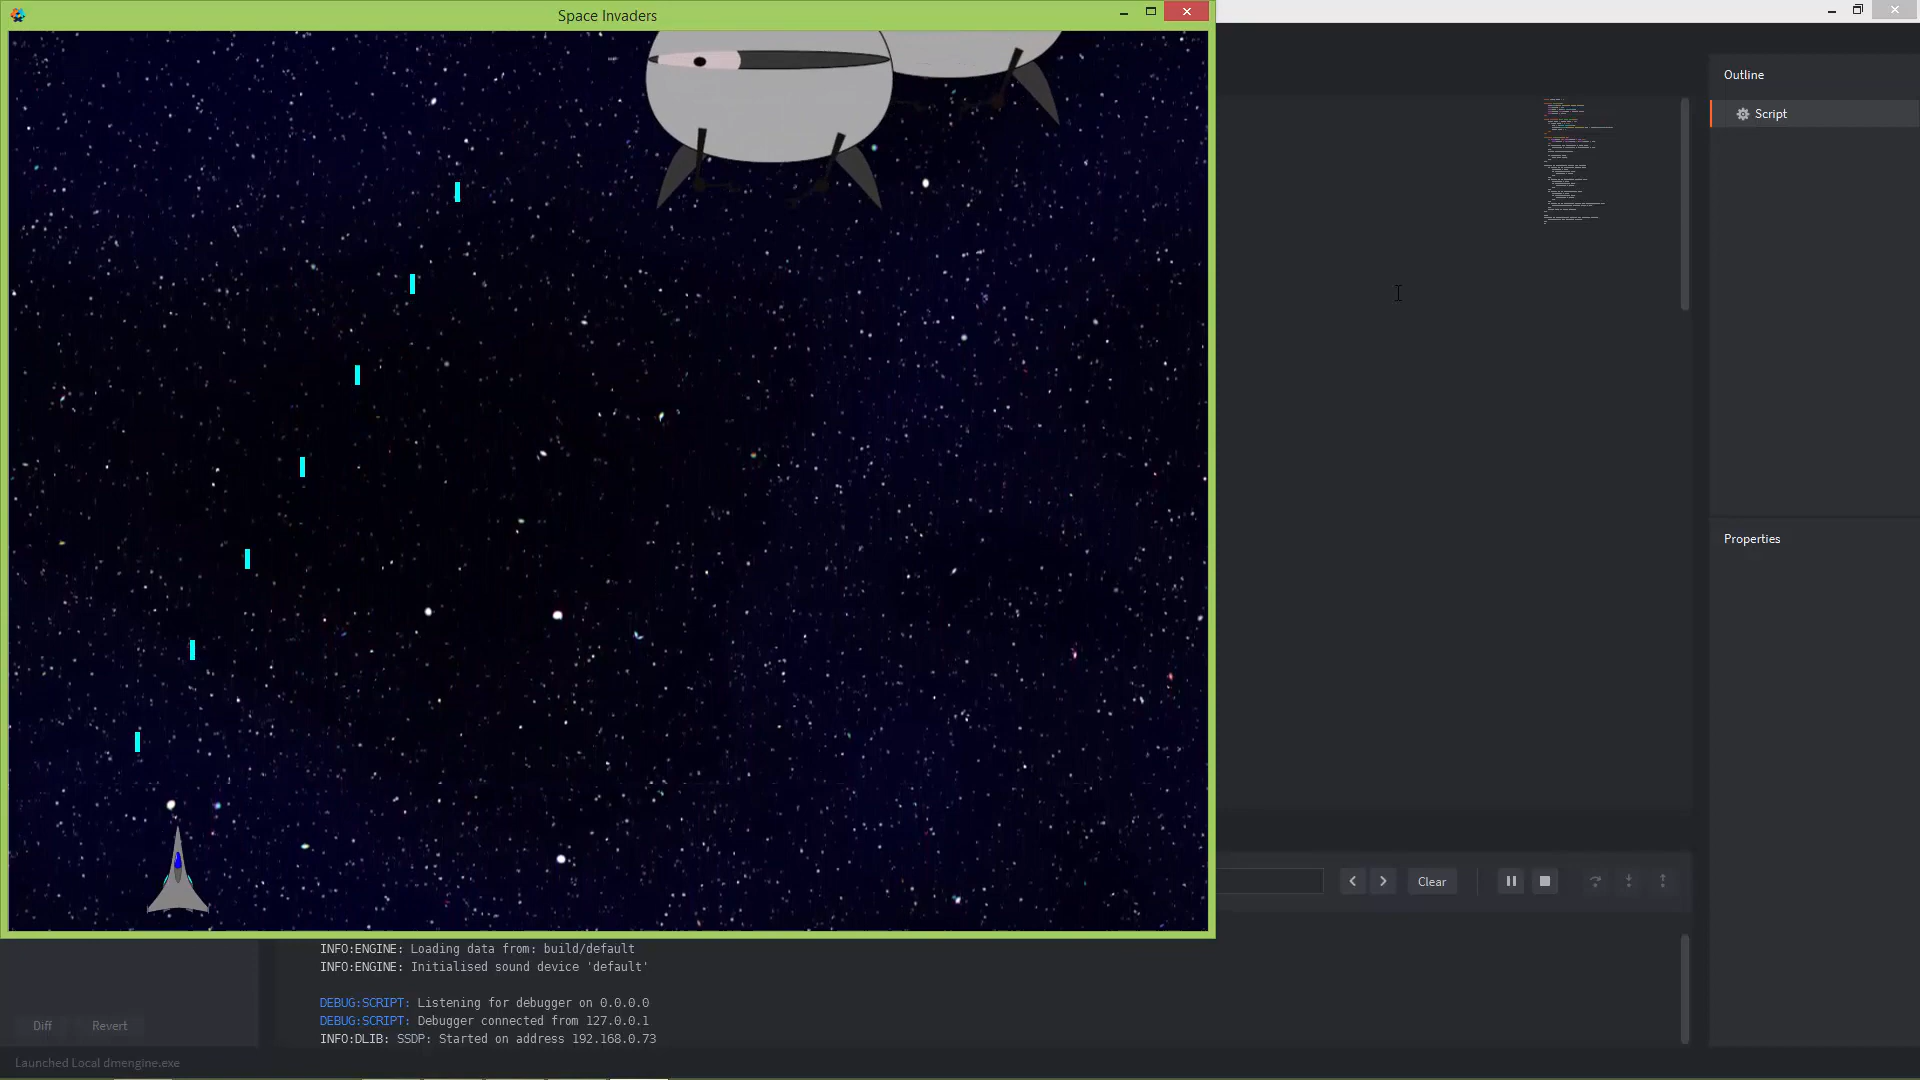 Space Invaders
Outline
Script
Properties
Clear
INFO:ENGINE: Loading data from: build/default
INFO:ENGINE: Initialised sound device 'default'
DEBUG:SCRIPT: Listening for debugger on 0.0.0.0
DEBUG:SCRIPT: Debugger connected from 127.0.0.1
INFO:DLIB: SSDP: Started on address 192.168.0.73
Diff Revert
Launched Local dmengine.exe